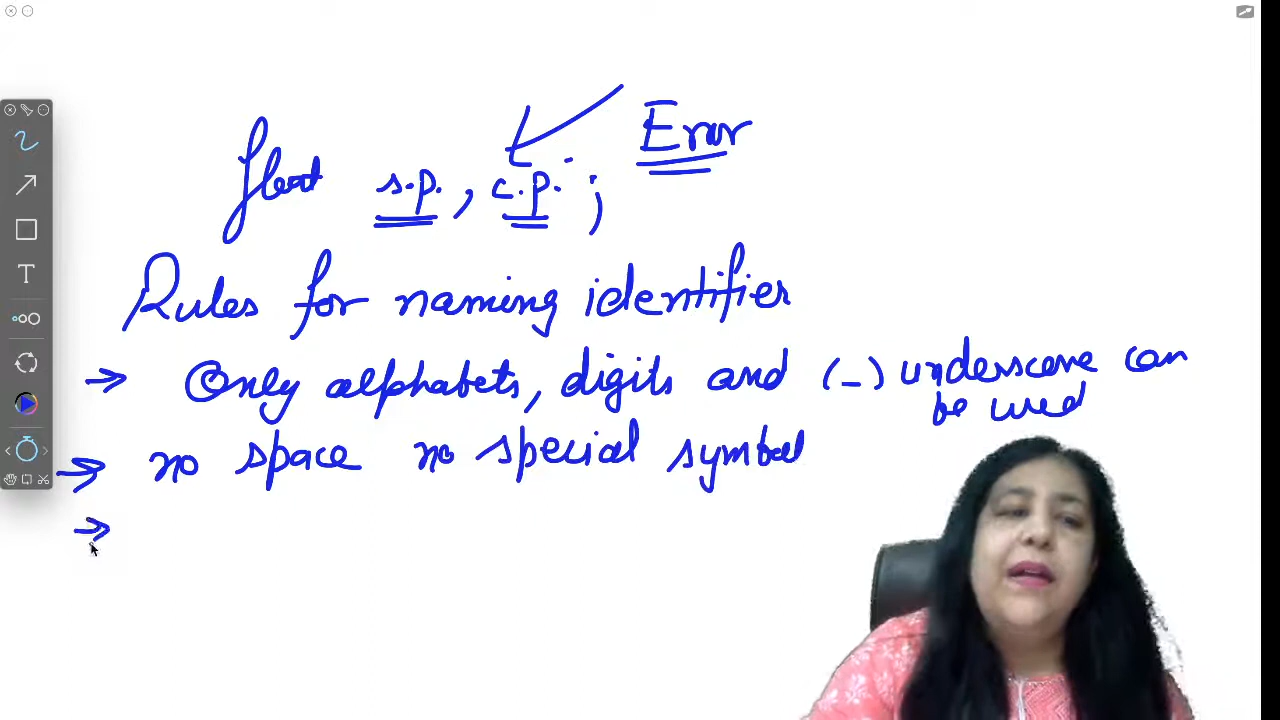 float s.p., c.p. ; Error
Rules for naming identifier
→ Only alphabets, digits and (_) underscore can
be used
→ no space no special symbol
→
T